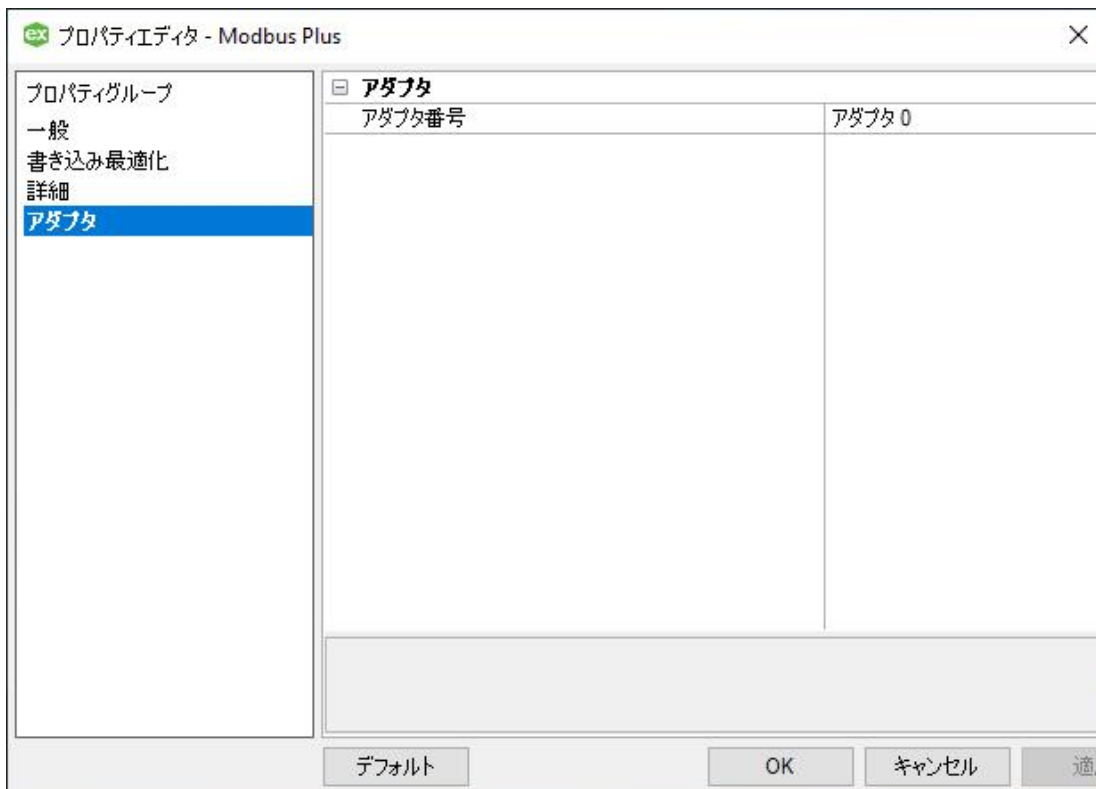 ex プロパティエディタ - Modbus Plus
プロパティグループ
一般
書き込み最適化
詳細
アダプタ
アダプタ
アダプタ番号 アダプタ 0
デフォルト OK キャンセル 適